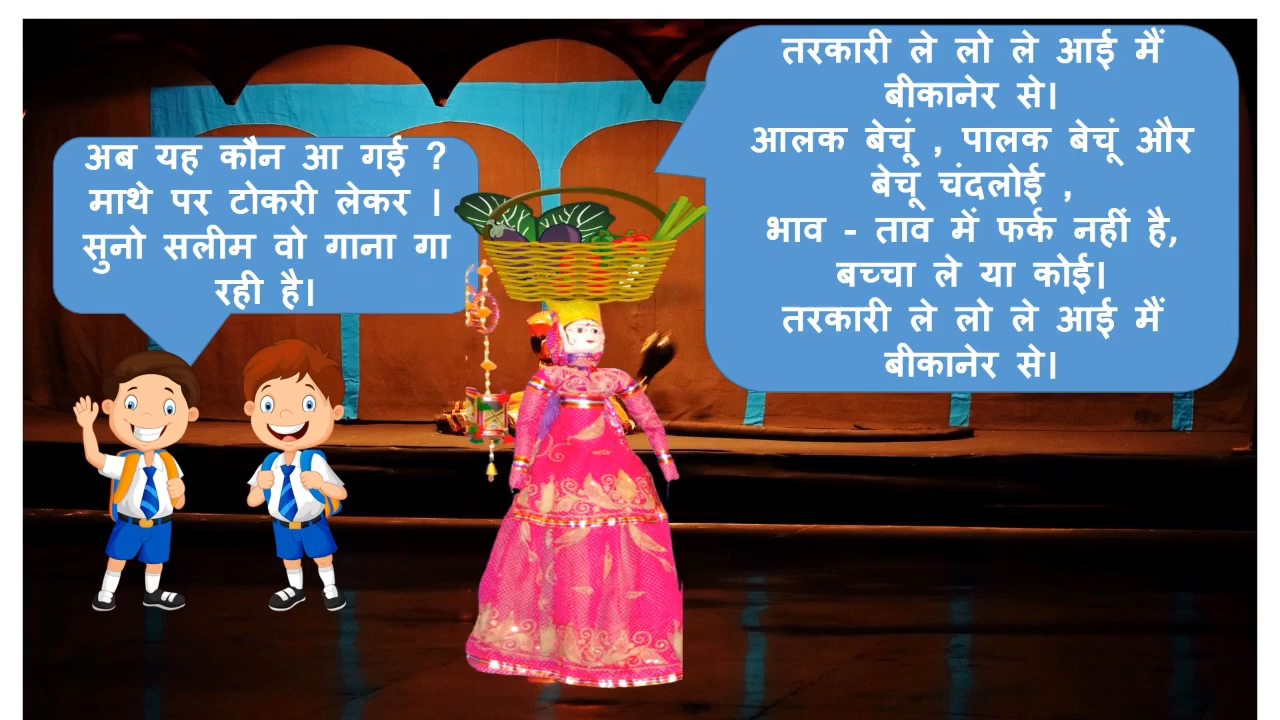 अब यह कौन आ गई ?
माथे पर टोकरी लेकर ।
सुनो सलीम वो गाना गा
रही है।
तरकारी ले लो ले आई मैं
बीकानेर से।
आलक बेचूं , पालक बेचूं और
बेचूं चंदलोई ,
भाव - ताव में फर्क नहीं है,
बच्चा ले या कोई।
तरकारी ले लो ले आई मैं
बीकानेर से।